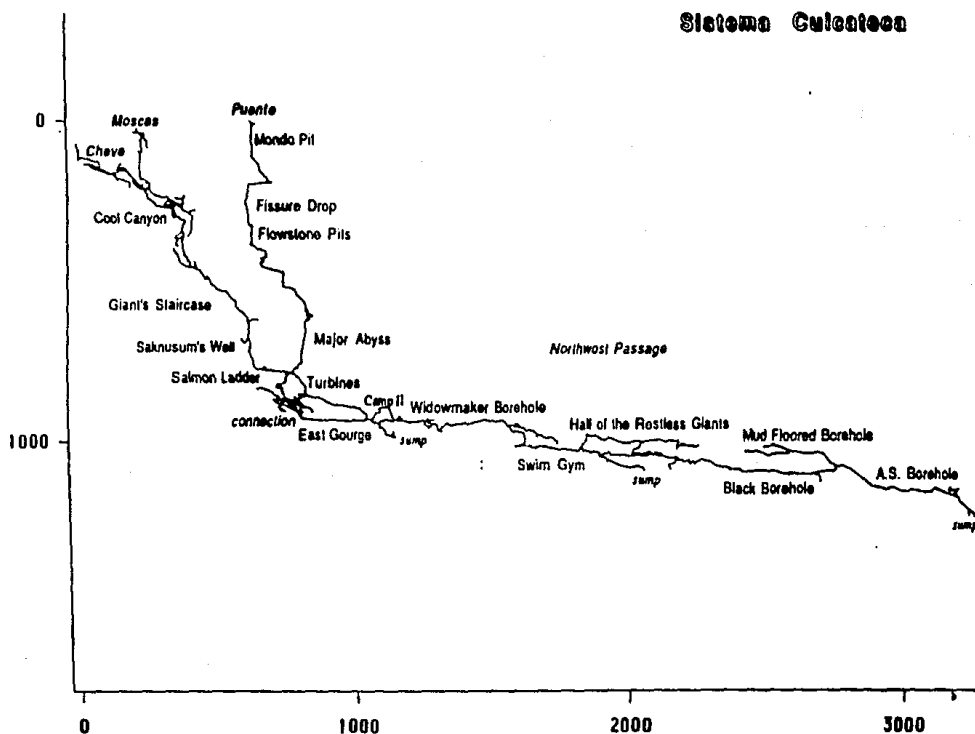 Sistema Cuicateca
0
Moscas
Puente
Mondo Pit
Cheve
Fissure Drop
Cool Canyon
Flowstone Pits
Giant's Staircase
Saknusum's Well
Major Abyss
Northwest Passage
Salmon Ladder
Turbines
Camp II
Widowmaker Borehole
connection
East Gourge
sump
Hall of the Restless Giants
Mud Floored Borehole
1000
Swim Gym
sump
Black Borehole
A.S. Borehole
sump
0
1000
2000
3000